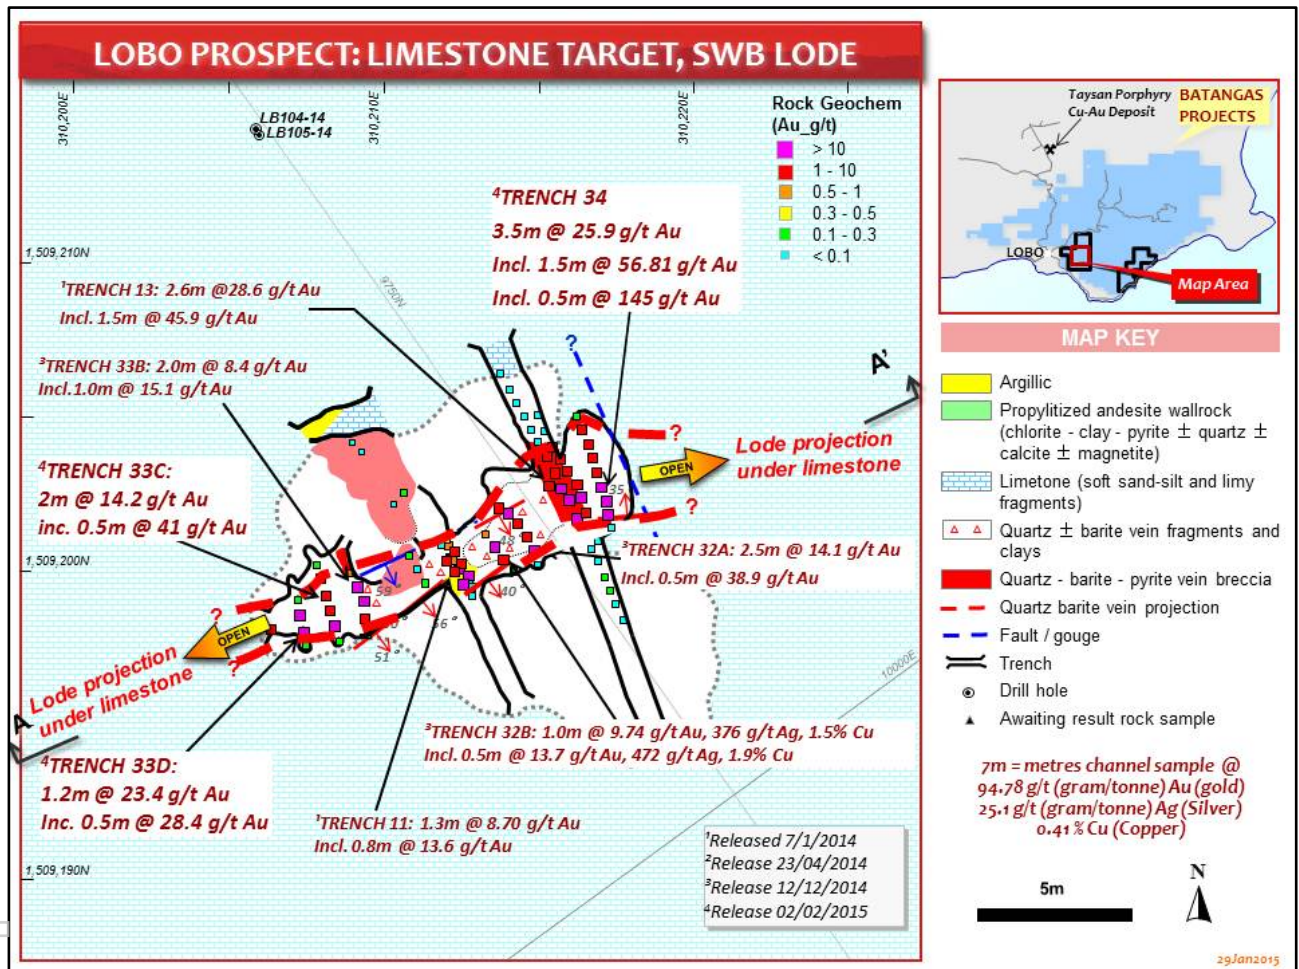 LOBO PROSPECT: LIMESTONE TARGET, SWB LODE
310,200E
310,210E
310,220E
LB104-14
LB105-14
Rock Geochem
(Au_g/t)
> 10
1 - 10
0.5 - 1
0.3 - 0.5
0.1 - 0.3
< 0.1
⁴TRENCH 34
3.5m @ 25.9 g/t Au
Incl. 1.5m @ 56.81 g/t Au
Incl. 0.5m @ 145 g/t Au
1,509,210N
9750N
¹TRENCH 13: 2.6m @28.6 g/t Au
Incl. 1.5m @ 45.9 g/t Au
³TRENCH 33B: 2.0m @ 8.4 g/t Au
Incl.1.0m @ 15.1 g/t Au
?
A'
?
Lode projection
under limestone
OPEN
⁴TRENCH 33C:
2m @ 14.2 g/t Au
inc. 0.5m @ 41 g/t Au
35
?
48°
³TRENCH 32A: 2.5m @ 14.1 g/t Au
Incl. 0.5m @ 38.9 g/t Au
1,509,200N
59°
40°
56°
51°
?
OPEN
?
Lode projection
under limestone
A
10000E
³TRENCH 32B: 1.0m @ 9.74 g/t Au, 376 g/t Ag, 1.5% Cu
Incl. 0.5m @ 13.7 g/t Au, 472 g/t Ag, 1.9% Cu
⁴TRENCH 33D:
1.2m @ 23.4 g/t Au
Inc. 0.5m @ 28.4 g/t Au
¹TRENCH 11: 1.3m @ 8.70 g/t Au
Incl. 0.8m @ 13.6 g/t Au
1,509,190N
¹Released 7/1/2014
²Release 23/04/2014
³Release 12/12/2014
⁴Release 02/02/2015
Taysan Porphyry
Cu-Au Deposit
BATANGAS
PROJECTS
LOBO
Map Area
MAP KEY
Argillic
Propylitized andesite wallrock
(chlorite - clay - pyrite ± quartz ±
calcite ± magnetite)
Limetone (soft sand-silt and limy
fragments)
Quartz ± barite vein fragments and
clays
Quartz - barite - pyrite vein breccia
Quartz barite vein projection
Fault / gouge
Trench
Drill hole
Awaiting result rock sample
7m = metres channel sample @
94.78 g/t (gram/tonne) Au (gold)
25.1 g/t (gram/tonne) Ag (Silver)
0.41 % Cu (Copper)
5m
N
29Jan2015